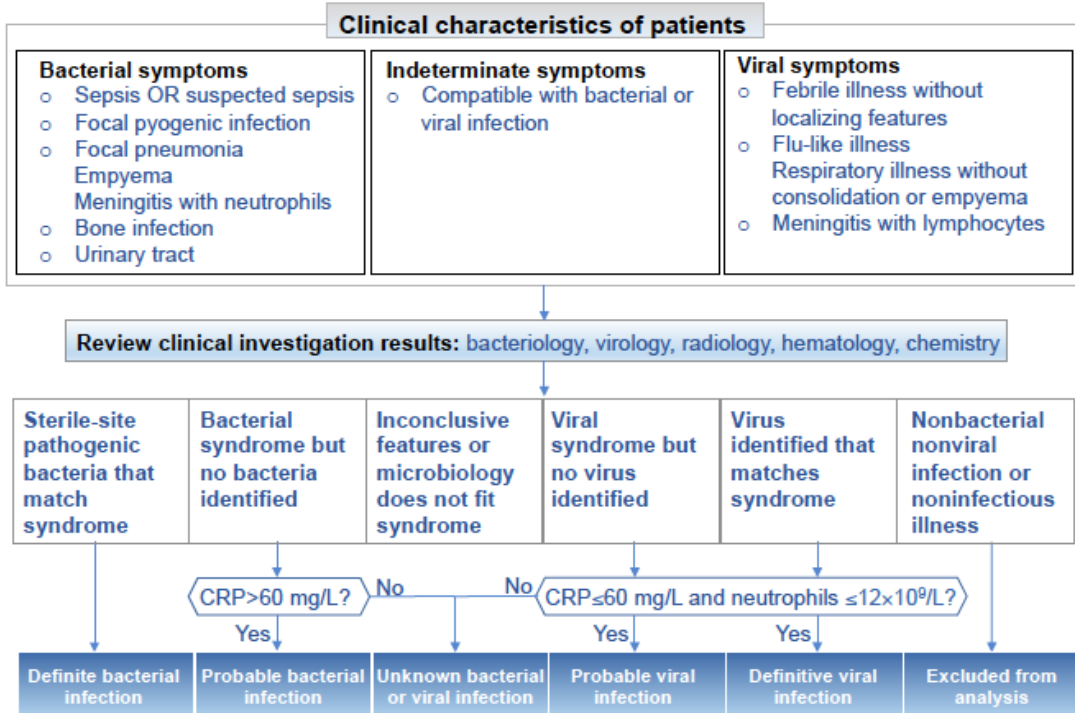 Clinical characteristics of patients
Bacterial symptoms
o Sepsis OR suspected sepsis
o Focal pyogenic infection
o Focal pneumonia
Empyema
Meningitis with neutrophils
o Bone infection
o Urinary tract
Indeterminate symptoms
o Compatible with bacterial or
viral infection
Viral symptoms
o Febrile illness without
localizing features
o Flu-like illness
Respiratory illness without
consolidation or empyema
o Meningitis with lymphocytes
Review clinical investigation results: bacteriology, virology, radiology, hematology, chemistry
Sterile-site
pathogenic
bacteria that
match
syndrome
Bacterial
syndrome but
no bacteria
identified
Inconclusive
features or
microbiology
does not fit
syndrome
Viral
syndrome but
no virus
identified
Virus
identified that
matches
syndrome
Nonbacterial
nonviral
infection or
noninfectious
illness
CRP>60 mg/L?
No
No
CRP≤60 mg/L and neutrophils ≤12×10⁹/L?
Yes
Yes
Yes
Definite bacterial
infection
Probable bacterial
infection
Unknown bacterial
or viral infection
Probable viral
infection
Definitive viral
infection
Excluded from
analysis